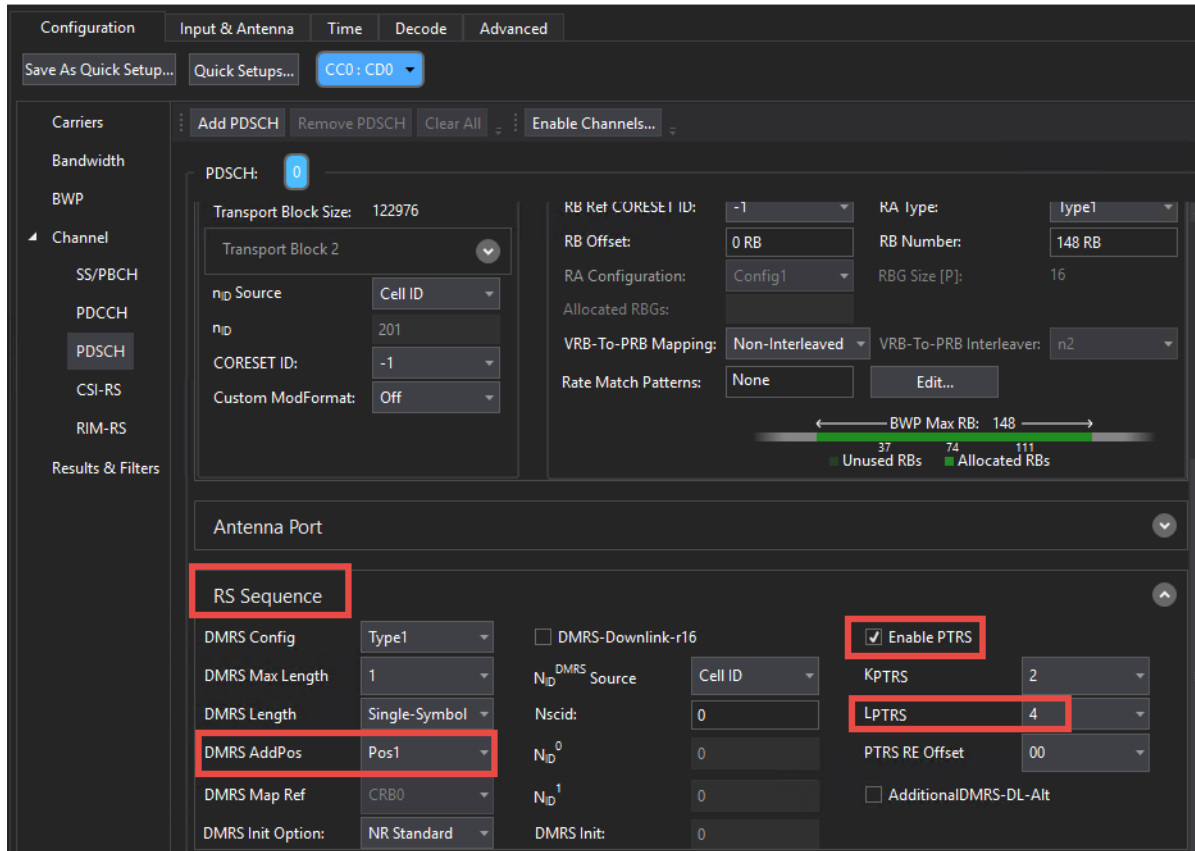 Configuration Input & Antenna Time Decode Advanced
Save As Quick Setup... Quick Setups... CC0 : CD0
Carriers
Bandwidth
BWP
Channel
SS/PBCH
PDCCH
PDSCH
CSI-RS
RIM-RS
Results & Filters
Add PDSCH Remove PDSCH Clear All Enable Channels...
PDSCH: 0
Transport Block Size: 122976
Transport Block 2
nID Source Cell ID
nID 201
CORESET ID: -1
Custom ModFormat: Off
RB Ref CORESET ID: -1 RA Type: Type1
RB Offset: 0 RB RB Number: 148 RB
RA Configuration: Config1 RBG Size [P]: 16
Allocated RBGs:
VRB-To-PRB Mapping: Non-Interleaved VRB-To-PRB Interleaver: n2
Rate Match Patterns: None Edit...
BWP Max RB: 148
37 74 111
Unused RBs Allocated RBs
Antenna Port
RS Sequence
DMRS Config Type1 DMRS-Downlink-r16 Enable PTRS
DMRS Max Length 1 NID^DMRS Source Cell ID KPTRS 2
DMRS Length Single-Symbol Nscid: 0 LPTRS 4
DMRS AddPos Pos1 NID^0 0 PTRS RE Offset 00
DMRS Map Ref CRB0 NID^1 0 AdditionalDMRS-DL-Alt
DMRS Init Option: NR Standard DMRS Init: 0